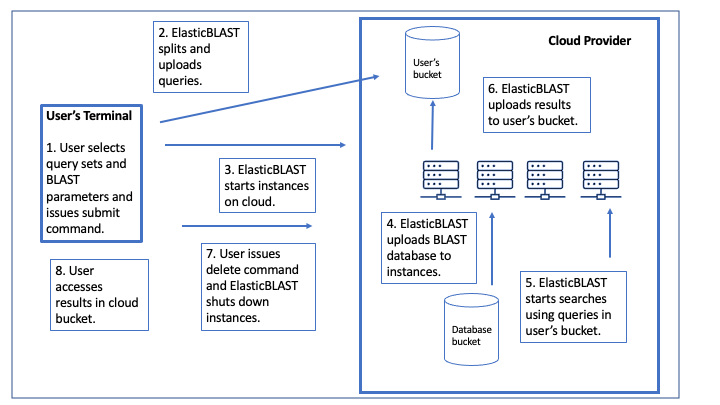 User's Terminal
1. User selects
query sets and
BLAST
parameters and
issues submit
command.
2. ElasticBLAST
splits and
uploads
queries.
3. ElasticBLAST
starts instances
on cloud.
Cloud Provider
User's
bucket
4. ElasticBLAST
uploads BLAST
database to
instances.
Database
bucket
5. ElasticBLAST
starts searches
using queries in
user's bucket.
6. ElasticBLAST
uploads results
to user's bucket.
7. User issues
delete command
and ElasticBLAST
shuts down
instances.
8. User
accesses
results in cloud
bucket.